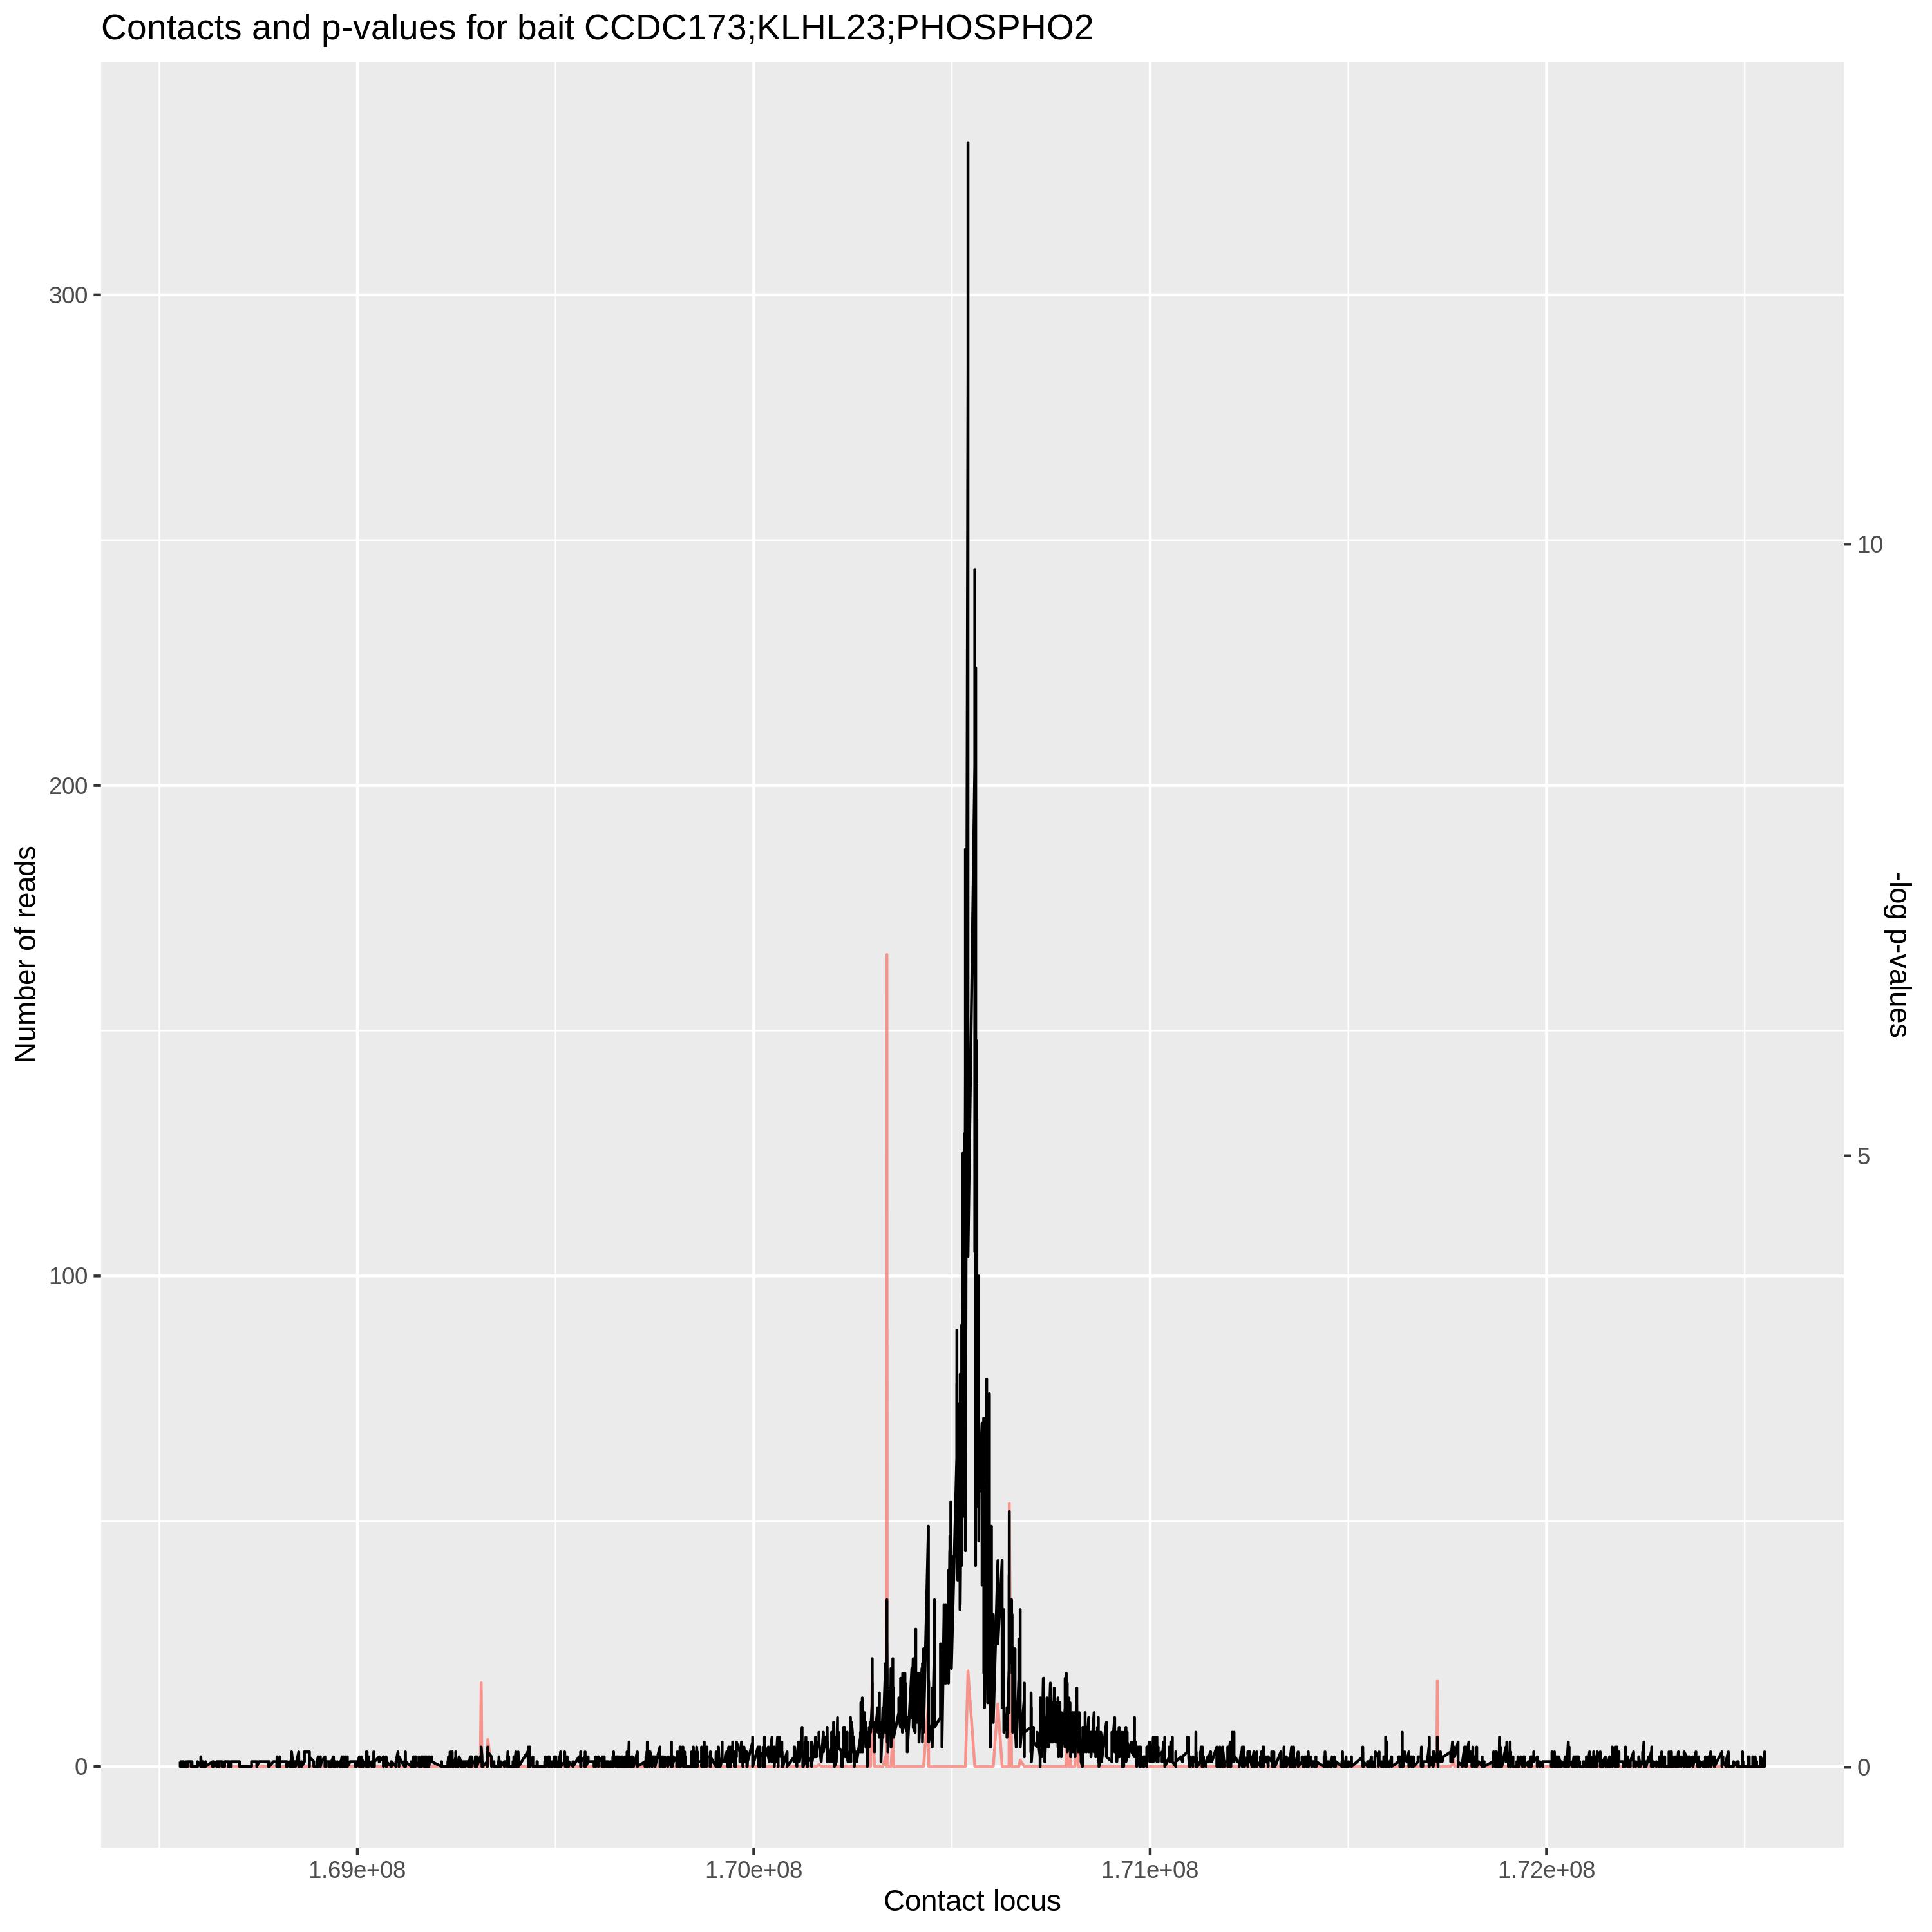 Contacts and p-values for bait CCDC173;KLHL23;PHOSPHO2
300
200
100
0
Number of reads
10
5
0
-log p-values
1.69e+08
1.70e+08
1.71e+08
1.72e+08
Contact locus